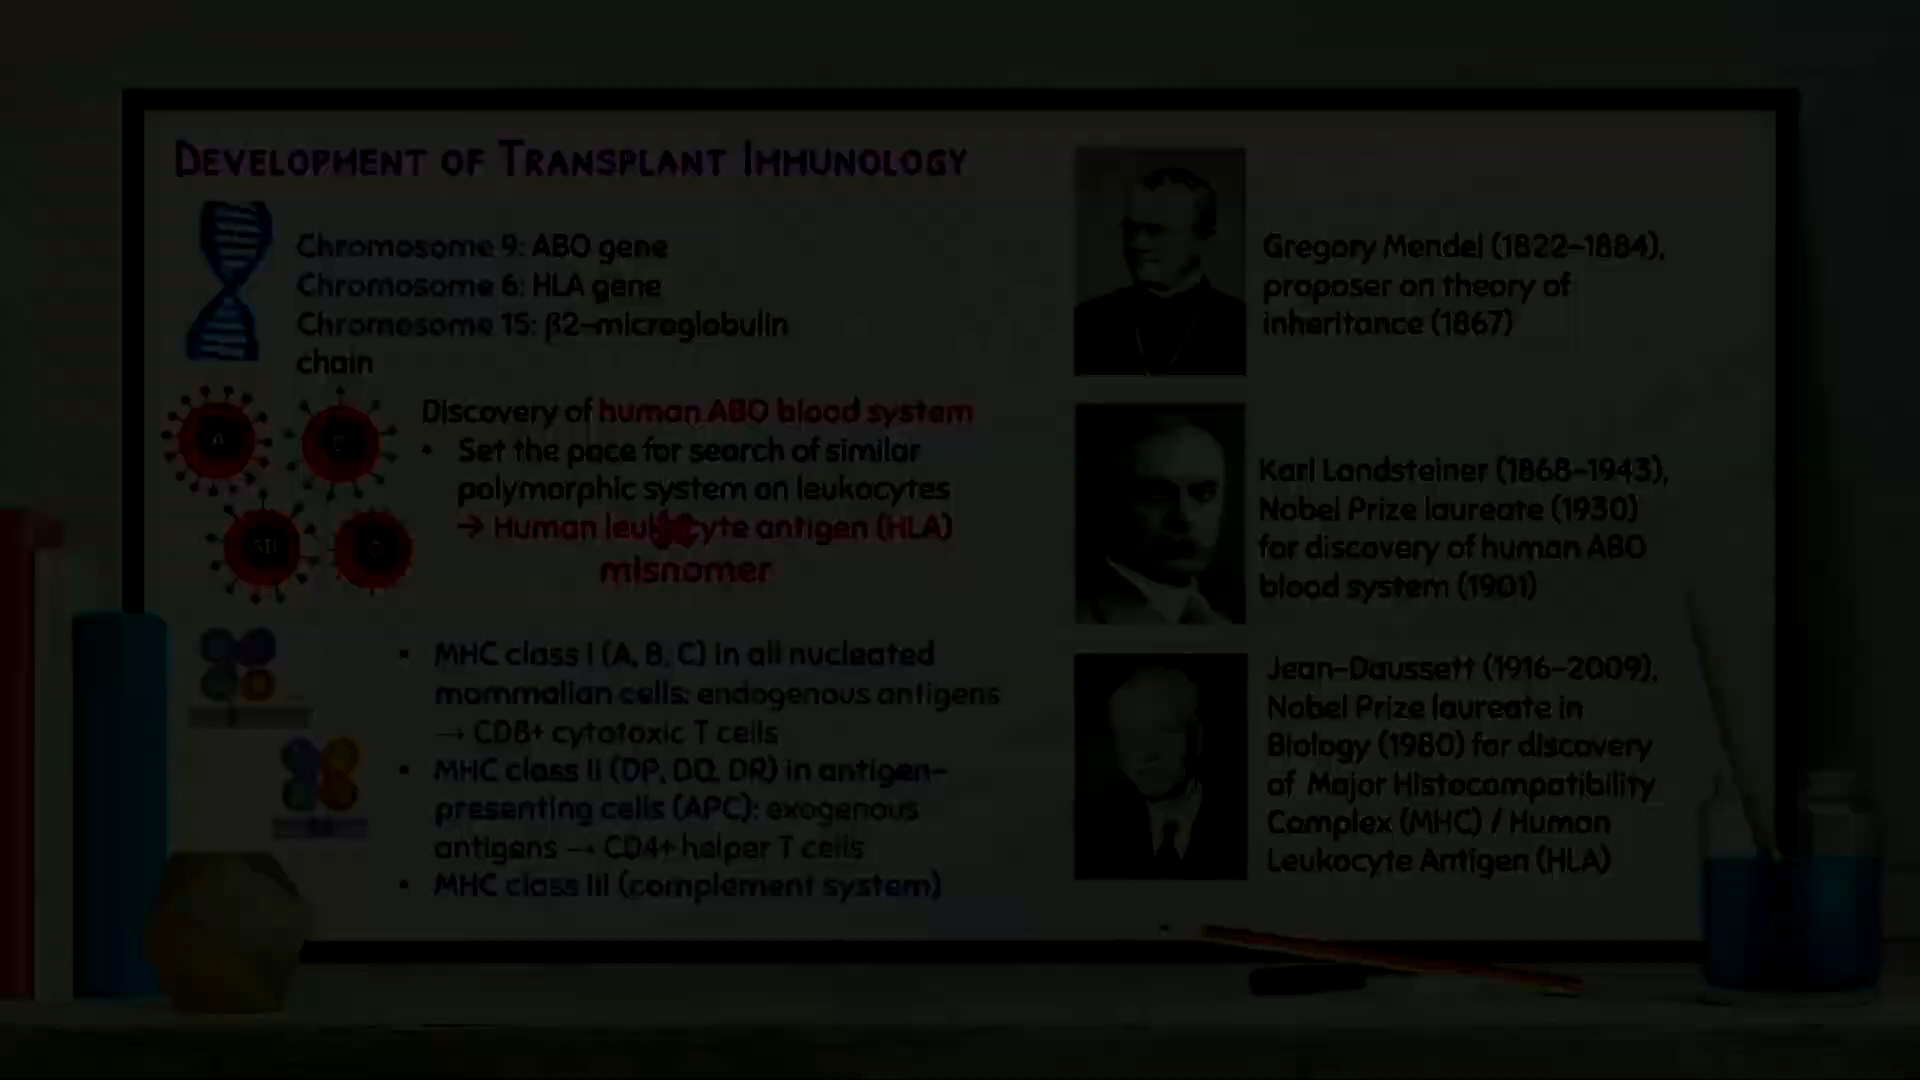 DEVELOPMENT OF TRANSPLANT IMMUNOLOGY
Chromosome 9: ABO gene
Chromosome 6: HLA gene
Chromosome 15: β2-microglobulin
chain
A
B
AB
O
Discovery of human ABO blood system
• Set the pace for search of similar
polymorphic system on leukocytes
→ Human leukocyte antigen (HLA)
misnomer
• MHC class I (A, B, C) in all nucleated
mammalian cells: endogenous antigens
→ CD8+ cytotoxic T cells
• MHC class II (DP, DQ, DR) in antigen-
presenting cells (APC): exogenous
antigens → CD4+ helper T cells
• MHC class III (complement system)
Gregory Mendel (1822-1884),
proposer on theory of
inheritance (1867)
Karl Landsteiner (1868-1943),
Nobel Prize laureate (1930)
for discovery of human ABO
blood system (1901)
Jean-Daussett (1916-2009),
Nobel Prize laureate in
Biology (1980) for discovery
of Major Histocompatibility
Complex (MHC) / Human
Leukocyte Antigen (HLA)